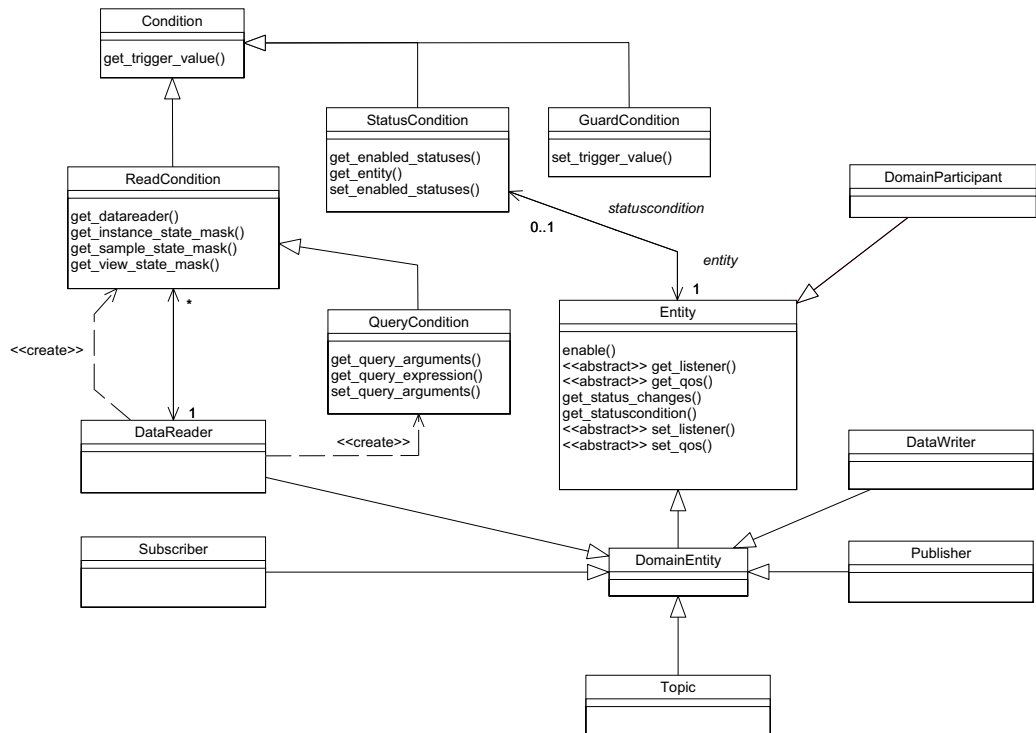 Condition
get_trigger_value()
StatusCondition
get_enabled_statuses()
get_entity()
set_enabled_statuses()
GuardCondition
set_trigger_value()
ReadCondition
get_datareader()
get_instance_state_mask()
get_sample_state_mask()
get_view_state_mask()
DomainParticipant
statuscondition
0..1
entity
1
*
<<create>>
QueryCondition
get_query_arguments()
get_query_expression()
set_query_arguments()
Entity
enable()
<<abstract>> get_listener()
<<abstract>> get_qos()
get_status_changes()
get_statuscondition()
<<abstract>> set_listener()
<<abstract>> set_qos()
1
DataReader
<<create>>
DataWriter
Subscriber
DomainEntity
Publisher
Topic